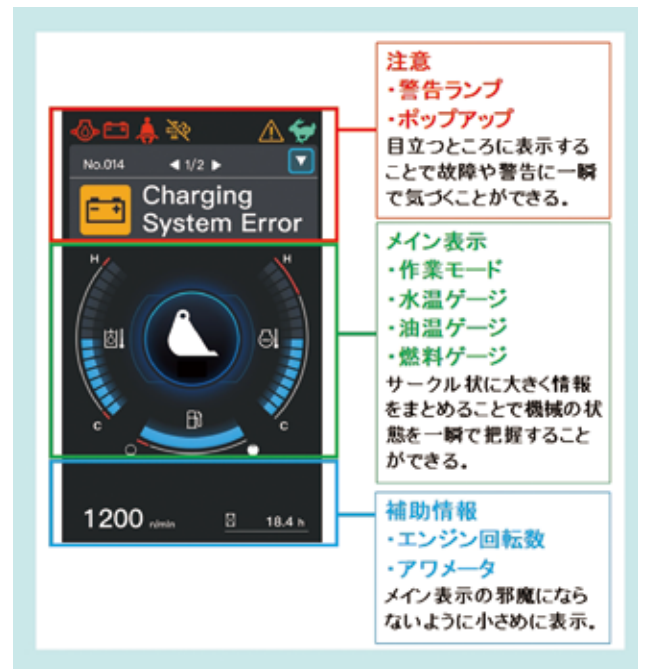 注意
・警告ランプ
・ポップアップ
目立つところに表示する
ことで故障や警告に一瞬
で気づくことができる。
No.014 ◀ 1/2 ▶
Charging
System Error
メイン表示
・作業モード
・水温ゲージ
・油温ゲージ
・燃料ゲージ
サークル状に大きく情報
をまとめることで機械の状
態を一瞬で把握すること
ができる。
H
H
C
C
補助情報
・エンジン回転数
・アワメータ
メイン表示の邪魔になら
ないように小さめに表示。
1200 r/min
18.4 h